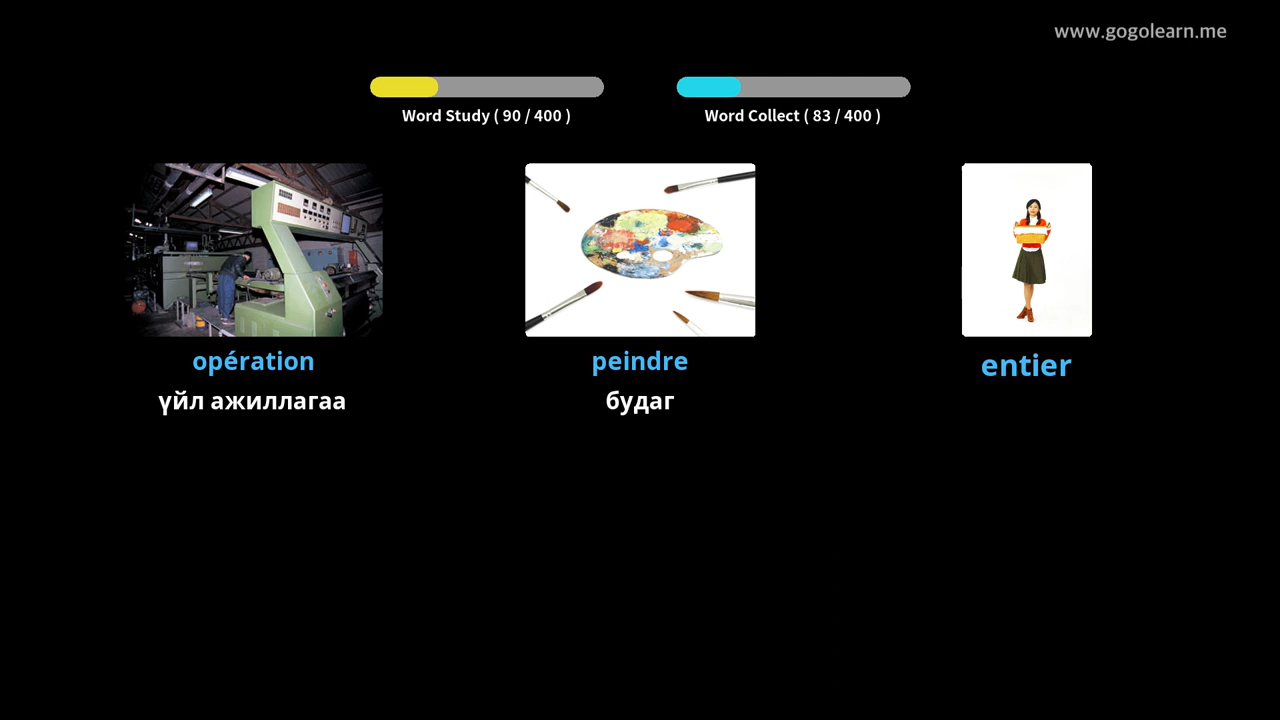 www.gogolearn.me
Word Study ( 90 / 400 )
Word Collect ( 83 / 400 )
opération
үйл ажиллагаа
peindre
будаг
entier